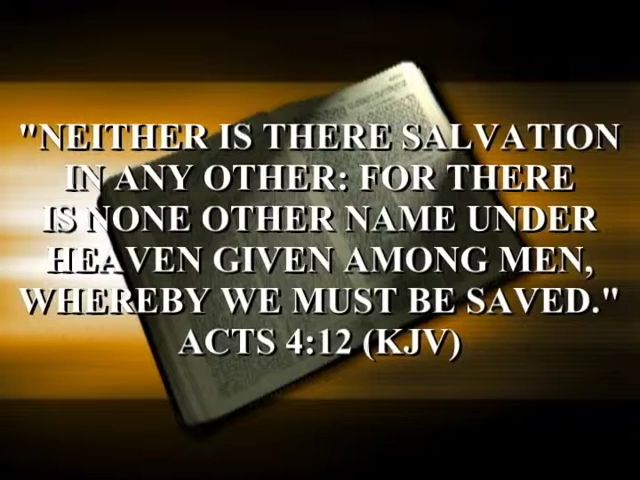 "NEITHER IS THERE SALVATION
IN ANY OTHER: FOR THERE
IS NONE OTHER NAME UNDER
HEAVEN GIVEN AMONG MEN,
WHEREBY WE MUST BE SAVED."
ACTS 4:12 (KJV)